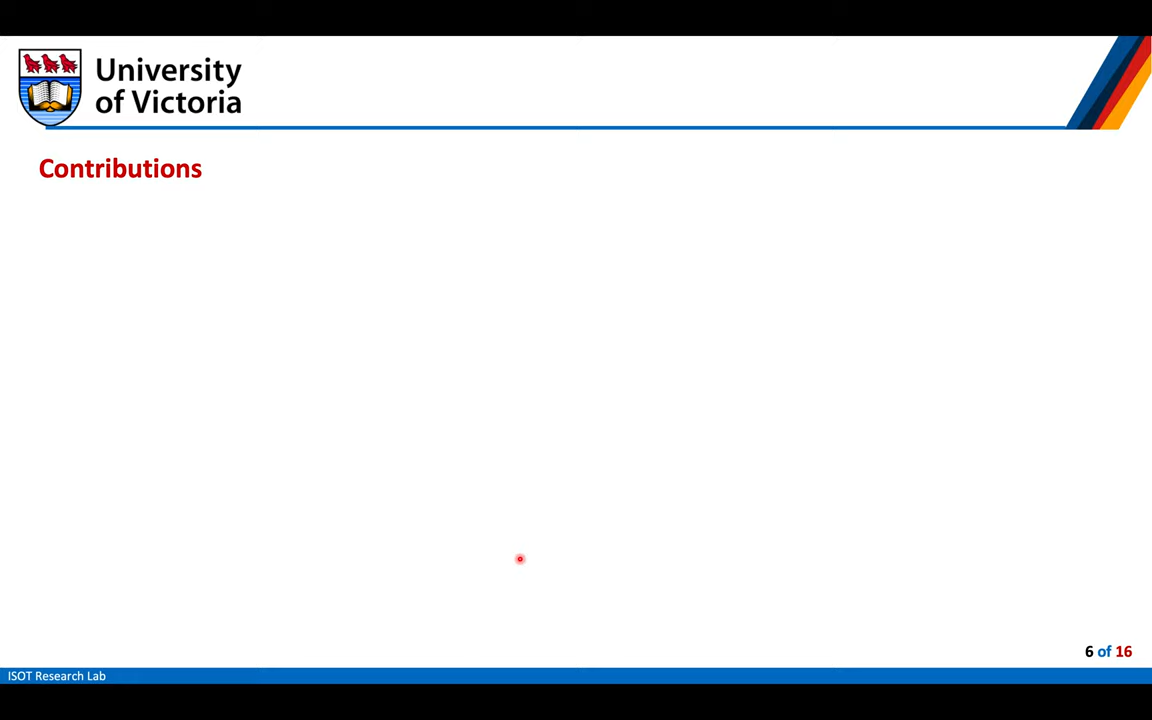 University
of Victoria
Contributions
6 of 16
ISOT Research Lab